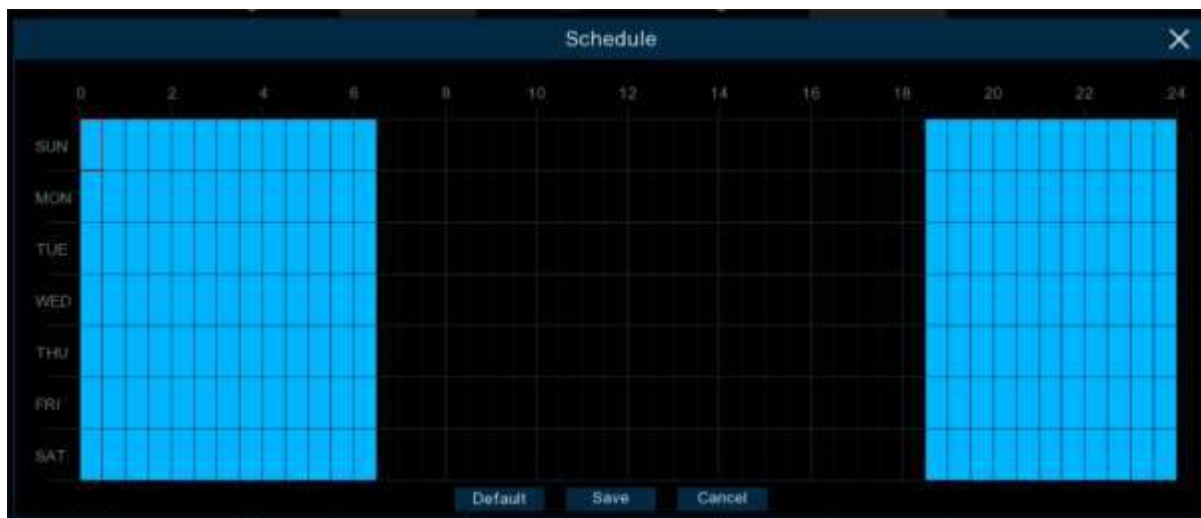 Schedule
0 2 4 6 8 10 12 14 16 18 20 22 24
SUN
MON
TUE
WED
THU
FRI
SAT
Default Save Cancel